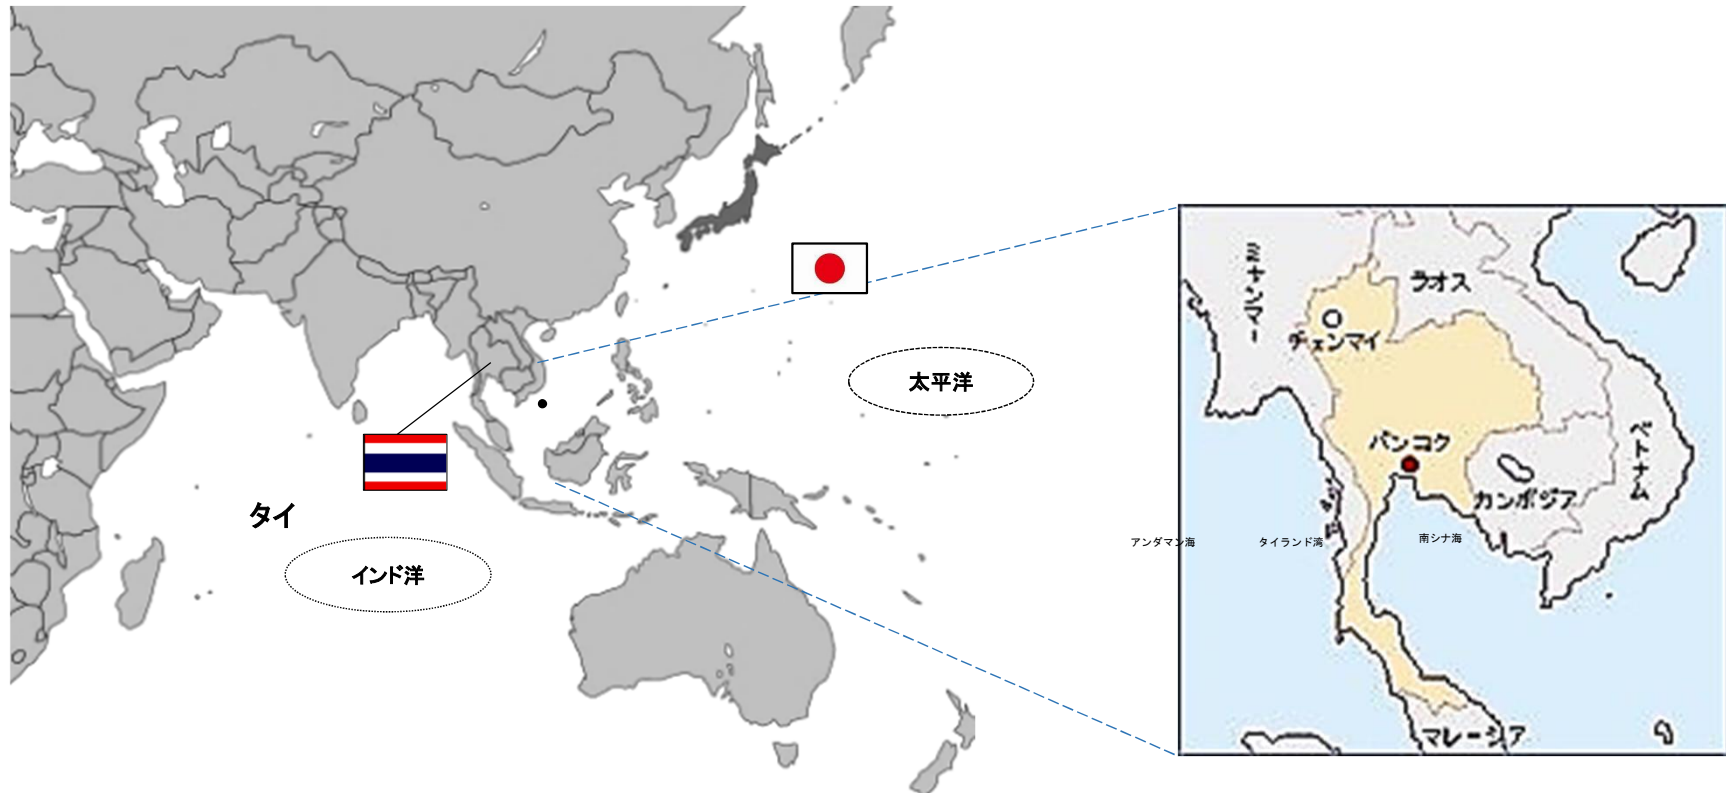 太平洋
タイ
インド洋
ミャンマー
ラオス
チェンマイ
バンコク
ベトナム
カンボジア
アンダマン海
タイランド湾
南シナ海
マレーシア